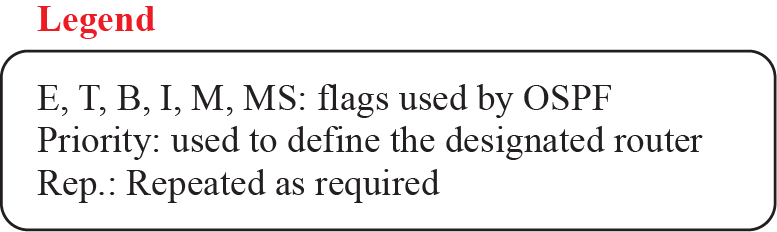 Legend
E, T, B, I, M, MS: flags used by OSPF
Priority: used to define the designated router
Rep.: Repeated as required